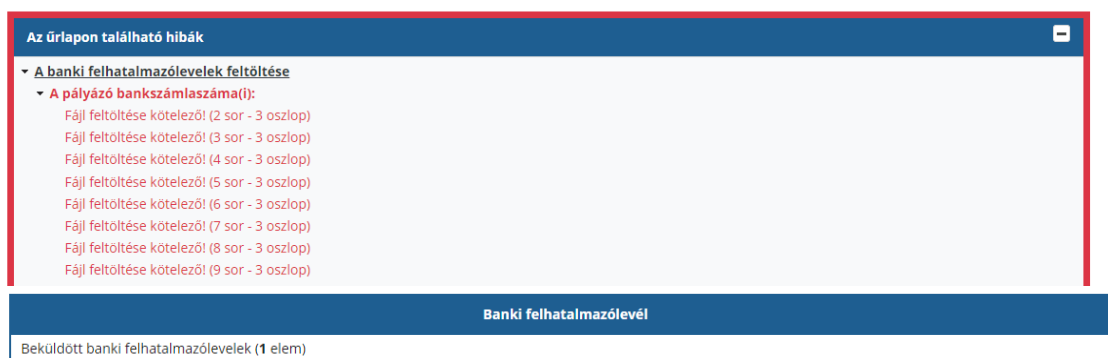 Az űrlapon található hibák
A banki felhatalmazólevelek feltöltése
A pályázó bankszámlaszáma(i):
Fájl feltöltése kötelező! (2 sor - 3 oszlop)
Fájl feltöltése kötelező! (3 sor - 3 oszlop)
Fájl feltöltése kötelező! (4 sor - 3 oszlop)
Fájl feltöltése kötelező! (5 sor - 3 oszlop)
Fájl feltöltése kötelező! (6 sor - 3 oszlop)
Fájl feltöltése kötelező! (7 sor - 3 oszlop)
Fájl feltöltése kötelező! (8 sor - 3 oszlop)
Fájl feltöltése kötelező! (9 sor - 3 oszlop)
Banki felhatalmazólevél
Beküldött banki felhatalmazólevelek (1 elem)